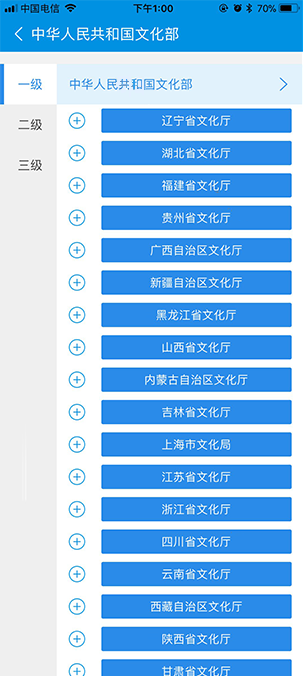 中国电信 下午1:00 70%
中华人民共和国文化部
一级 中华人民共和国文化部
辽宁省文化厅
二级
湖北省文化厅
三级
福建省文化厅
贵州省文化厅
广西自治区文化厅
新疆自治区文化厅
黑龙江省文化厅
山西省文化厅
内蒙古自治区文化厅
吉林省文化厅
上海市文化局
江苏省文化厅
浙江省文化厅
四川省文化厅
云南省文化厅
西藏自治区文化厅
陕西省文化厅
甘肃省文化厅